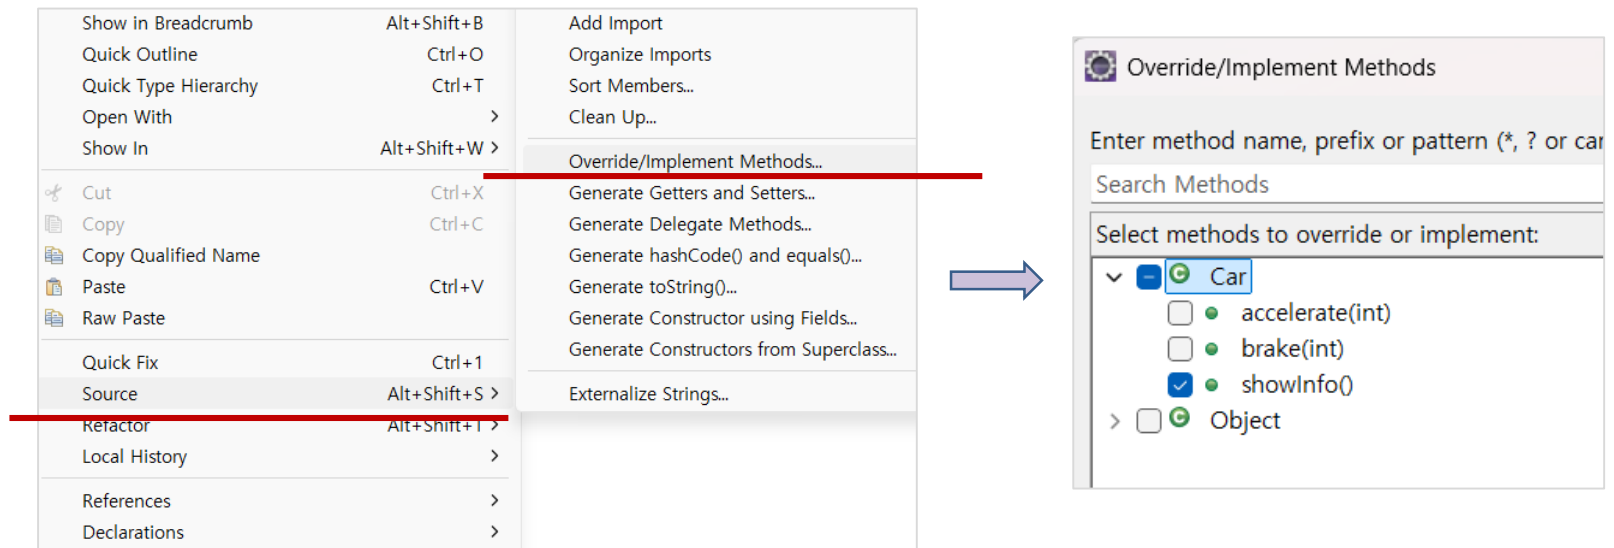 Show in Breadcrumb Alt+Shift+B
Quick Outline Ctrl+O
Quick Type Hierarchy Ctrl+T
Open With >
Show In Alt+Shift+W >
Cut Ctrl+X
Copy Ctrl+C
Copy Qualified Name
Paste Ctrl+V
Raw Paste
Quick Fix Ctrl+1
Source Alt+Shift+S >
Refactor Alt+Shift+T >
Local History >
References >
Declarations >
Add Import
Organize Imports
Sort Members...
Clean Up...
Override/Implement Methods...
Generate Getters and Setters...
Generate Delegate Methods...
Generate hashCode() and equals()...
Generate toString()...
Generate Constructor using Fields...
Generate Constructors from Superclass...
Externalize Strings...
Override/Implement Methods
Enter method name, prefix or pattern (*, ? or car
Search Methods
Select methods to override or implement:
Car
accelerate(int)
brake(int)
showInfo()
Object